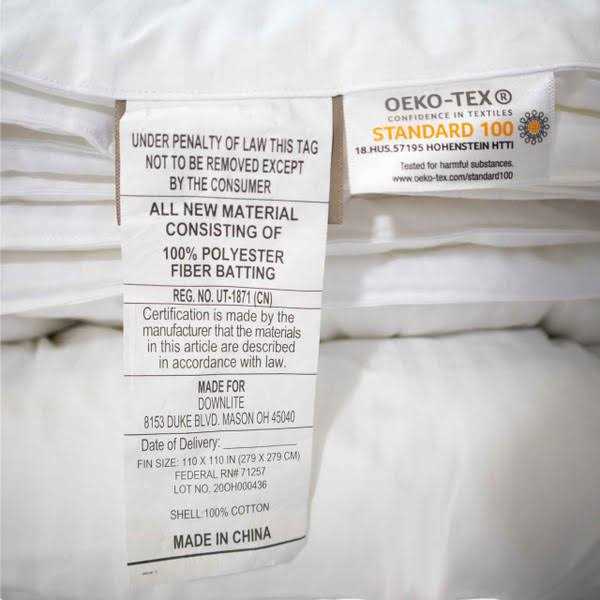 UNDER PENALTY OF LAW THIS TAG
NOT TO BE REMOVED EXCEPT
BY THE CONSUMER
ALL NEW MATERIAL
CONSISTING OF
100% POLYESTER
FIBER BATTING
REG. NO. UT-1871 (CN)
Certification is made by the
manufacturer that the materials
in this article are described
in accordance with law.
MADE FOR
DOWNLITE
8153 DUKE BLVD. MASON OH 45040
Date of Delivery: ____________
FIN SIZE: 110 X 110 IN (279 X 279 CM)
FEDERAL RN# 71257
LOT NO. 20OH000436
SHELL:100% COTTON
MADE IN CHINA
OEKO-TEX®
CONFIDENCE IN TEXTILES
STANDARD 100
18.HUS.57195 HOHENSTEIN HTTI
Tested for harmful substances.
www.oeko-tex.com/standard100